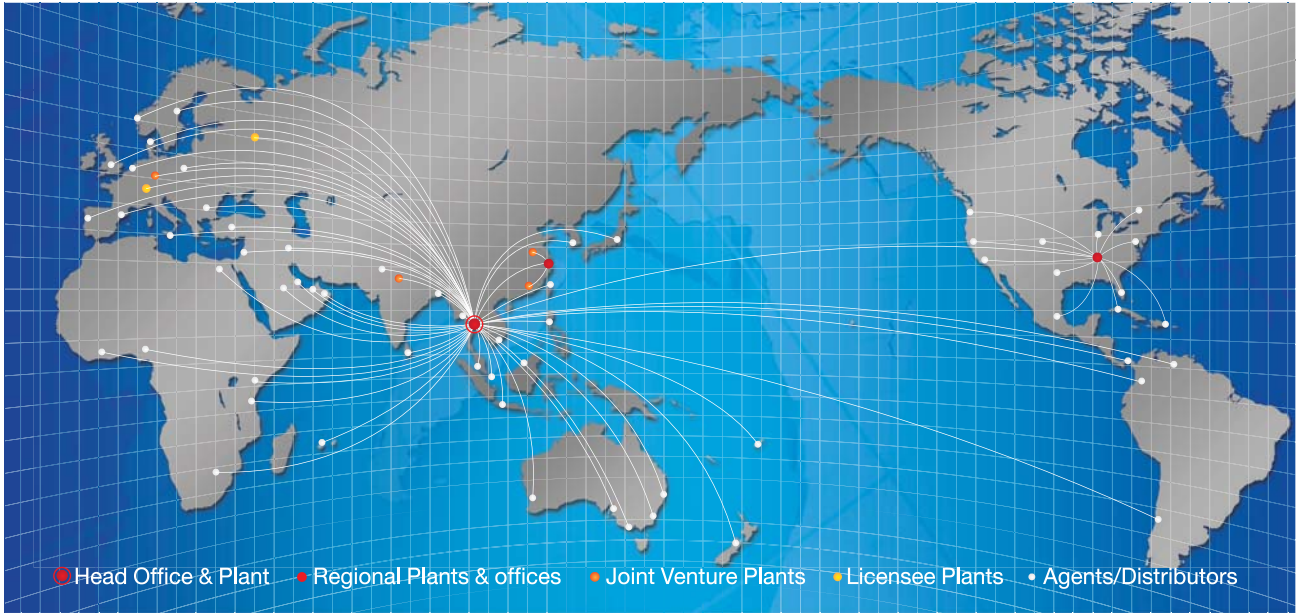 Head Office & Plant
Regional Plants & offices
Joint Venture Plants
Licensee Plants
Agents/Distributors